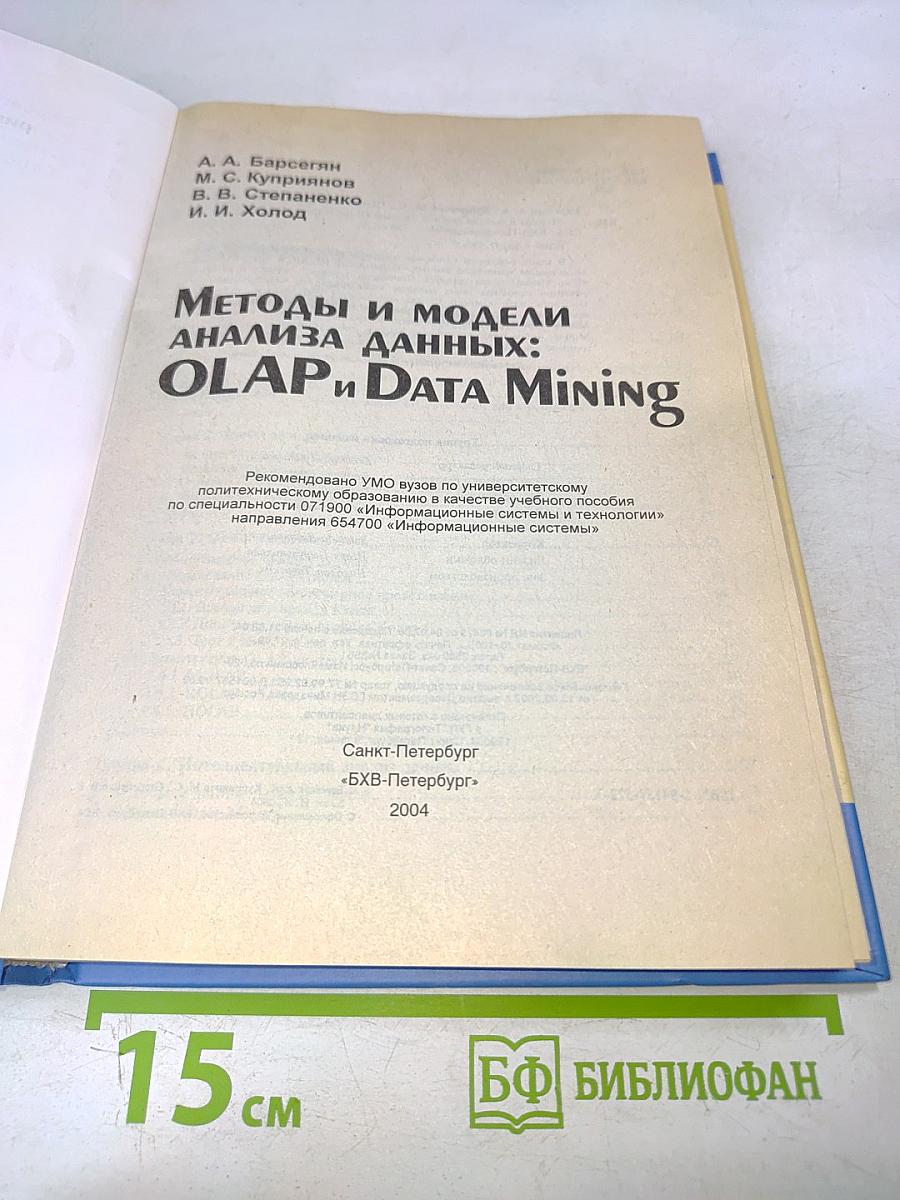 А. А. Барсегян
М. С. Куприянов
В. В. Степаненко
И. И. Холод
Методы и модели
анализа данных:
OLAP и Data Mining
Рекомендовано УМО вузов по университетскому
политехническому образованию в качестве учебного пособия
по специальности 071900 «Информационные системы и технологии»
направления 654700 «Информационные системы»
Санкт-Петербург
«БХВ-Петербург»
2004
15 см
БФ БИБЛИОФАН